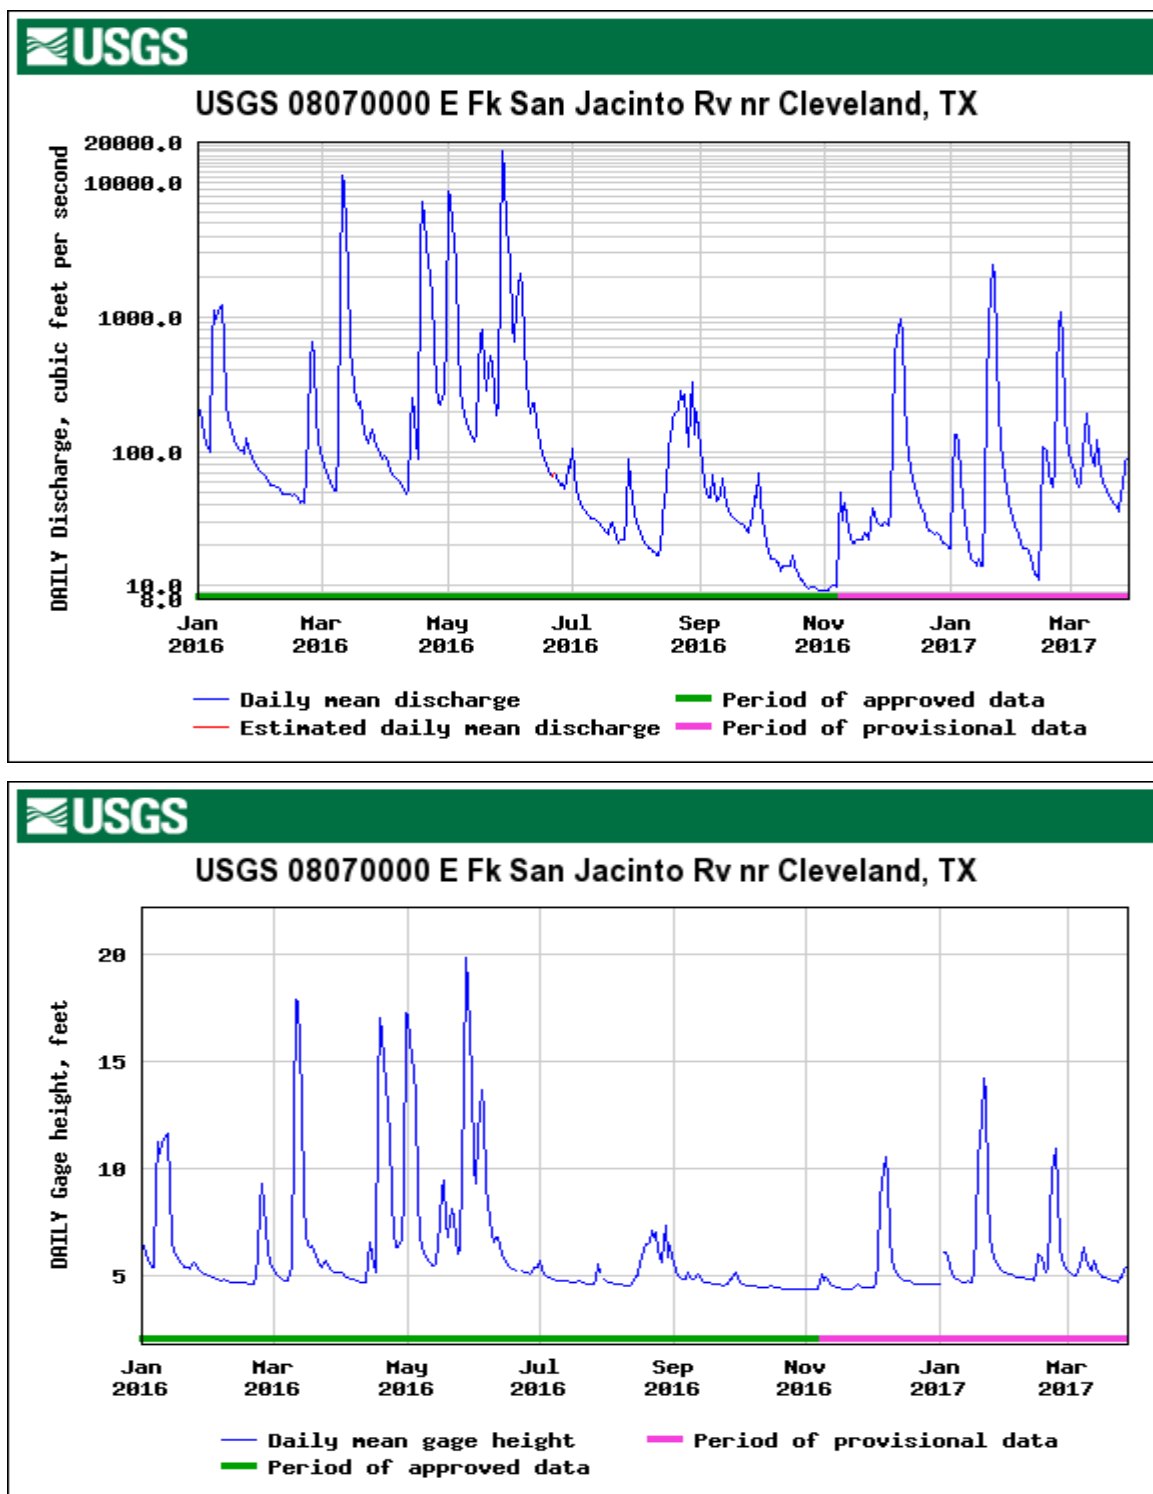 USGS
USGS 08070000 E Fk San Jacinto Rv nr Cleveland, TX
DAILY Discharge, cubic feet per second
20000.0
10000.0
1000.0
100.0
10.0
8.0
Jan Mar May Jul Sep Nov Jan Mar
2016 2016 2016 2016 2016 2016 2017 2017
Daily mean discharge Period of approved data
Estimated daily mean discharge Period of provisional data
USGS
USGS 08070000 E Fk San Jacinto Rv nr Cleveland, TX
DAILY Gage height, feet
20
15
10
5
Jan Mar May Jul Sep Nov Jan Mar
2016 2016 2016 2016 2016 2016 2017 2017
Daily mean gage height Period of provisional data
Period of approved data